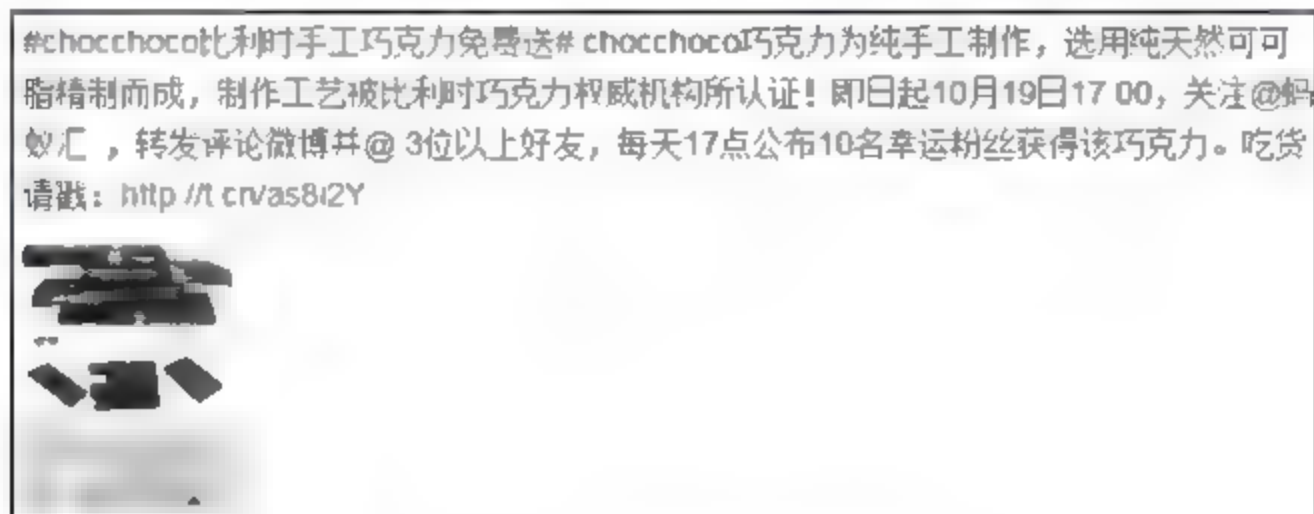 #chocchoco比利时手工巧克力免费送# chocchoco巧克力为纯手工制作，选用纯天然可可
脂精制而成，制作工艺被比利时巧克力权威机构所认证！即日起10月19日17 00，关注@蚂
蚁汇 ，转发评论微博并@ 3位以上好友，每天17点公布10名幸运粉丝获得该巧克力。吃货
请戳：http //t cn/as8i2Y